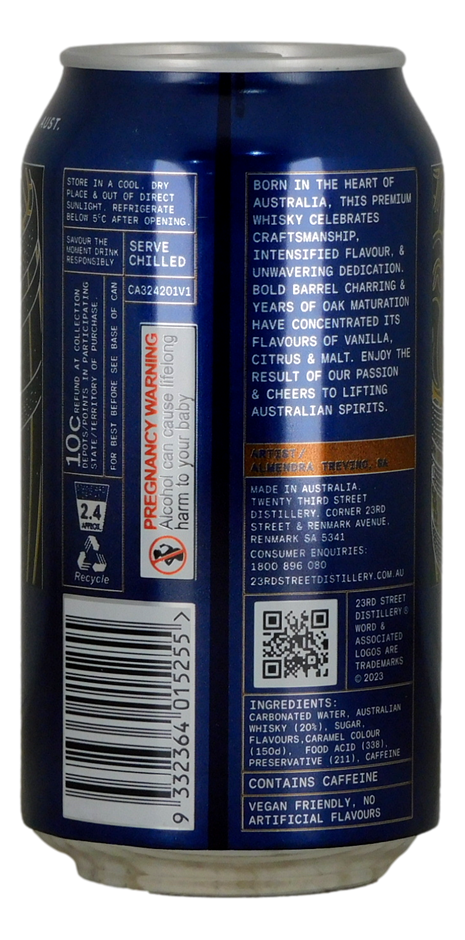 AUST.
STORE IN A COOL, DRY
PLACE & OUT OF DIRECT
SUNLIGHT. REFRIGERATE
BELOW 5°C AFTER OPENING.
SAVOUR THE
MOMENT DRINK
RESPONSIBLY
SERVE
CHILLED
CA324201V1
10C REFUND AT COLLECTION
DEPOTS/POINTS IN PARTICIPATING
STATE/TERRITORY OF PURCHASE.
FOR BEST BEFORE SEE BASE OF CAN
PREGNANCY WARNING
Alcohol can cause lifelong
harm to your baby
2.4
APPROX.
Recycle
9 332364 015255 >
BORN IN THE HEART OF
AUSTRALIA, THIS PREMIUM
WHISKY CELEBRATES
CRAFTSMANSHIP,
INTENSIFIED FLAVOUR, &
UNWAVERING DEDICATION.
BOLD BARREL CHARRING &
YEARS OF OAK MATURATION
HAVE CONCENTRATED ITS
FLAVOURS OF VANILLA,
CITRUS & MALT. ENJOY THE
RESULT OF OUR PASSION
& CHEERS TO LIFTING
AUSTRALIAN SPIRITS.
ARTIST/
ALMENDRA TREVINO, SA
MADE IN AUSTRALIA.
TWENTY THIRD STREET
DISTILLERY. CORNER 23RD
STREET & RENMARK AVENUE,
RENMARK SA 5341
CONSUMER ENQUIRIES:
1800 896 080
23RDSTREETDISTILLERY.COM.AU
23RD STREET
DISTILLERY®
WORD &
ASSOCIATED
LOGOS ARE
TRADEMARKS
© 2023
INGREDIENTS:
CARBONATED WATER, AUSTRALIAN
WHISKY (20%), SUGAR,
FLAVOURS, CARAMEL COLOUR
(150d), FOOD ACID (338),
PRESERVATIVE (211), CAFFEINE
CONTAINS CAFFEINE
VEGAN FRIENDLY, NO
ARTIFICIAL FLAVOURS